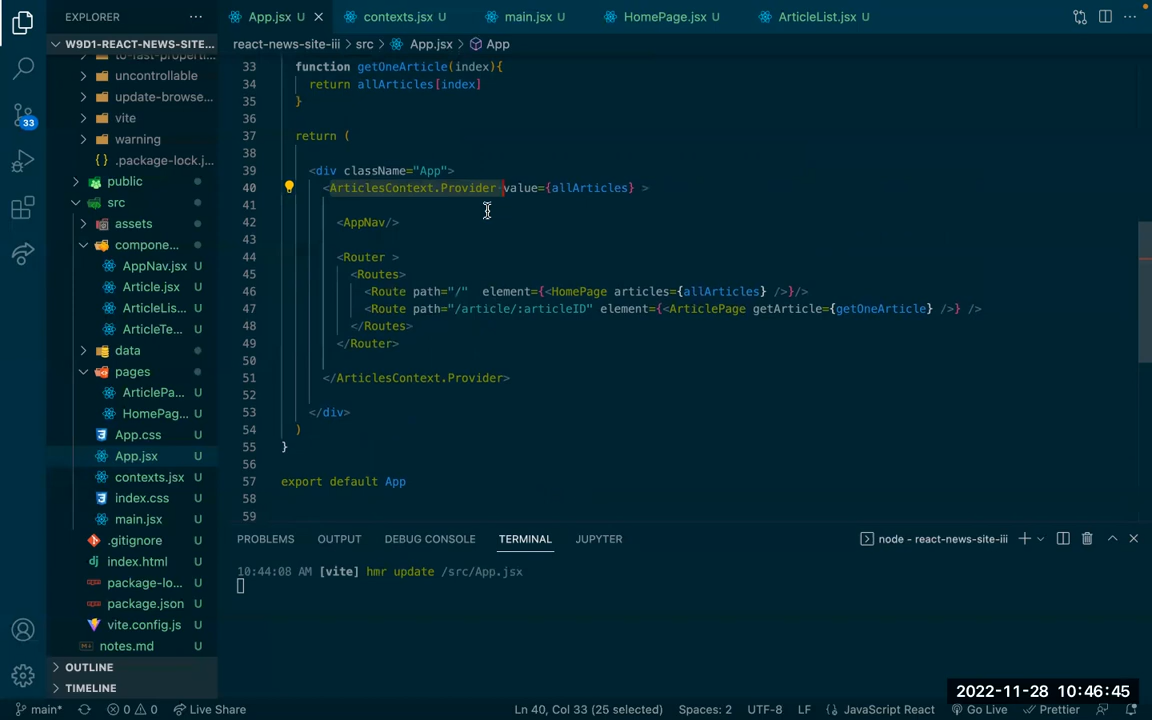 EXPLORER
App.jsx U
contexts.jsx U
main.jsx U
HomePage.jsx U
ArticleList.jsx U
W9D1-REACT-NEWS-SITE...
react-news-site-iii > src > App.jsx > App
to-fast-properti...
uncontrollable
update-browse...
vite
warning
.package-lock.j...
public
src
assets
compone...
AppNav.jsx U
Article.jsx U
ArticleLis... U
ArticleTe... U
data
pages
ArticlePa... U
HomePag... U
App.css U
App.jsx U
contexts.jsx U
index.css U
main.jsx U
.gitignore U
index.html U
package-lo... U
package.json U
vite.config.js U
notes.md U
OUTLINE
TIMELINE
33
33 function getOneArticle(index){
34 return allArticles[index]
35 }
36
37 return (
38
39 <div className="App">
40 <ArticlesContext.Provider value={allArticles} >
41
42 <AppNav/>
43
44 <Router >
45 <Routes>
46 <Route path="/" element={<HomePage articles={allArticles} />}/>
47 <Route path="/article/:articleID" element={<ArticlePage getArticle={getOneArticle} />} />
48 </Routes>
49 </Router>
50
51 </ArticlesContext.Provider>
52
53 </div>
54 )
55 }
56
57 export default App
58
59
PROBLEMS OUTPUT DEBUG CONSOLE TERMINAL JUPYTER
node - react-news-site-iii
10:44:08 AM [vite] hmr update /src/App.jsx
2022-11-28 10:46:45
main* 0 0 Live Share Ln 40, Col 33 (25 selected) Spaces: 2 UTF-8 LF JavaScript React Go Live Prettier